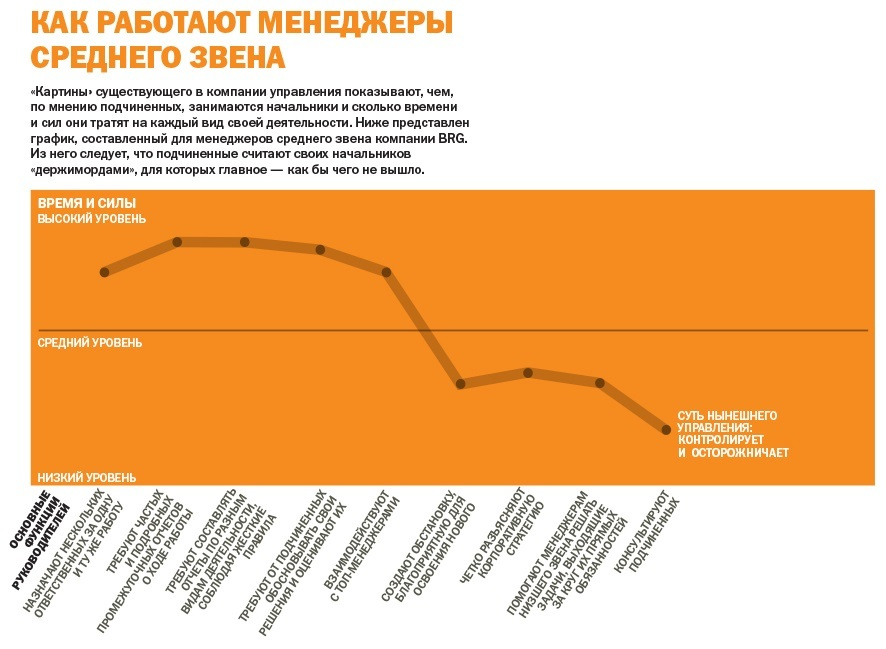 КАК РАБОТАЮТ МЕНЕДЖЕРЫ
СРЕДНЕГО ЗВЕНА
«Картины» существующего в компании управления показывают, чем,
по мнению подчиненных, занимаются начальники и сколько времени
и сил они тратят на каждый вид своей деятельности. Ниже представлен
график, составленный для менеджеров среднего звена компании BRG.
Из него следует, что подчиненные считают своих начальников
«держимордами», для которых главное — как бы чего не вышло.
ВРЕМЯ И СИЛЫ
ВЫСОКИЙ УРОВЕНЬ
СРЕДНИЙ УРОВЕНЬ
СУТЬ НЫНЕШНЕГО
УПРАВЛЕНИЯ:
КОНТРОЛИРУЕТ
И ОСТОРОЖНИЧАЕТ
НИЗКИЙ УРОВЕНЬ
ОСНОВНЫЕ
ФУНКЦИИ
РУКОВОДИТЕЛЕЙ
НАЗНАЧАЮТ НЕСКОЛЬКИХ
ОТВЕТСТВЕННЫХ ЗА ОДНУ
И ТУ ЖЕ РАБОТУ
ТРЕБУЮТ ЧАСТЫХ
И ПОДРОБНЫХ
ПРОМЕЖУТОЧНЫХ ОТЧЕТОВ
О ХОДЕ РАБОТЫ
ТРЕБУЮТ СОСТАВЛЯТЬ
ОТЧЕТЫ ПО РАЗНЫМ
ВИДАМ ДЕЯТЕЛЬНОСТИ,
СОБЛЮДАЯ ЖЕСТКИЕ
ПРАВИЛА
ТРЕБУЮТ ОТ ПОДЧИНЕННЫХ
ОБОСНОВЫВАТЬ СВОИ
РЕШЕНИЯ И ОЦЕНИВАЮТ ИХ
ВЗАИМОДЕЙСТВУЮТ
С ТОП-МЕНЕДЖЕРАМИ
СОЗДАЮТ ОБСТАНОВКУ,
БЛАГОПРИЯТНУЮ ДЛЯ
ОСВОЕНИЯ НОВОГО
ЧЕТКО РАЗЪЯСНЯЮТ
КОРПОРАТИВНУЮ
СТРАТЕГИЮ
ПОМОГАЮТ МЕНЕДЖЕРАМ
НИЗШЕГО ЗВЕНА РЕШАТЬ
ЗАДАЧИ, ВЫХОДЯЩИЕ
ЗА КРУГ ИХ ПРЯМЫХ
ОБЯЗАННОСТЕЙ
КОНСУЛЬТИРУЮТ
ПОДЧИНЕННЫХ